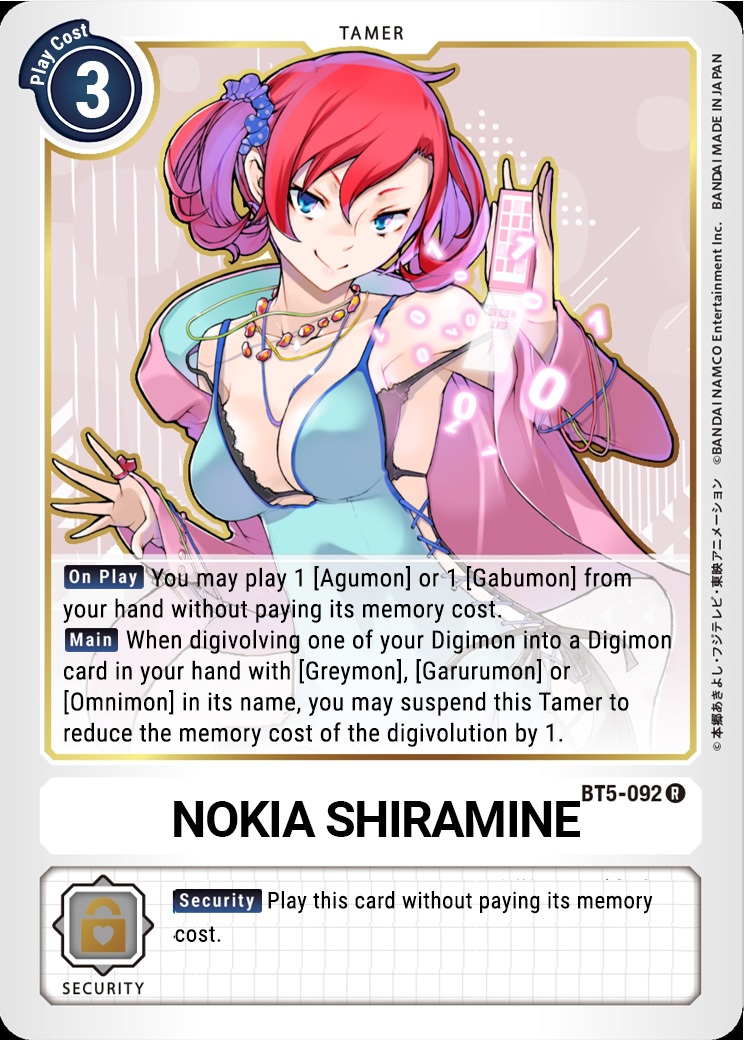 TAMER
Play Cost
3
On Play You may play 1 [Agumon] or 1 [Gabumon] from
your hand without paying its memory cost.
Main When digivolving one of your Digimon into a Digimon
card in your hand with [Greymon], [Garurumon] or
[Omnimon] in its name, you may suspend this Tamer to
reduce the memory cost of the digivolution by 1.
©本郷あきよし・フジテレビ・東映アニメーション ©BANDAI NAMCO Entertainment Inc. BANDAI MADE IN JAPAN
BT5-092 R
NOKIA SHIRAMINE
Security Play this card without paying its memory
cost.
SECURITY